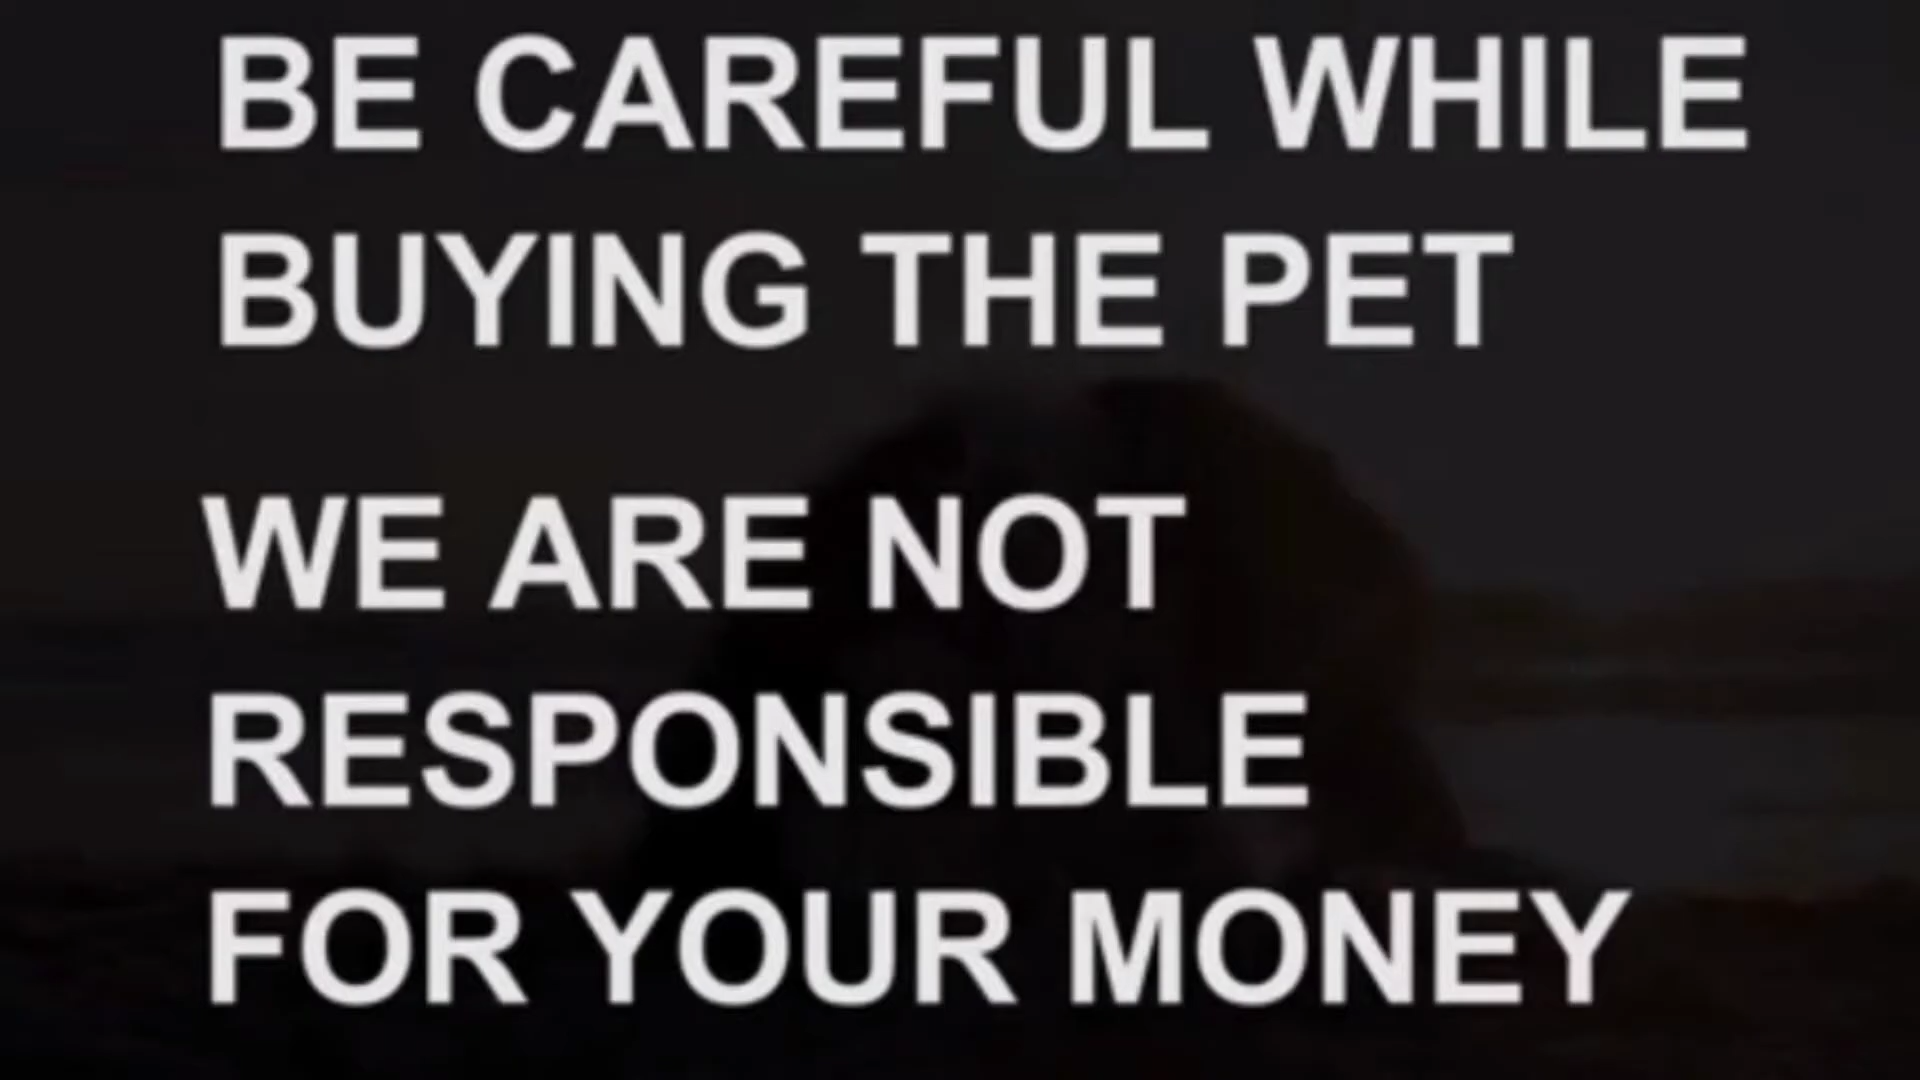 BE CAREFUL WHILE
BUYING THE PET
WE ARE NOT
RESPONSIBLE
FOR YOUR MONEY